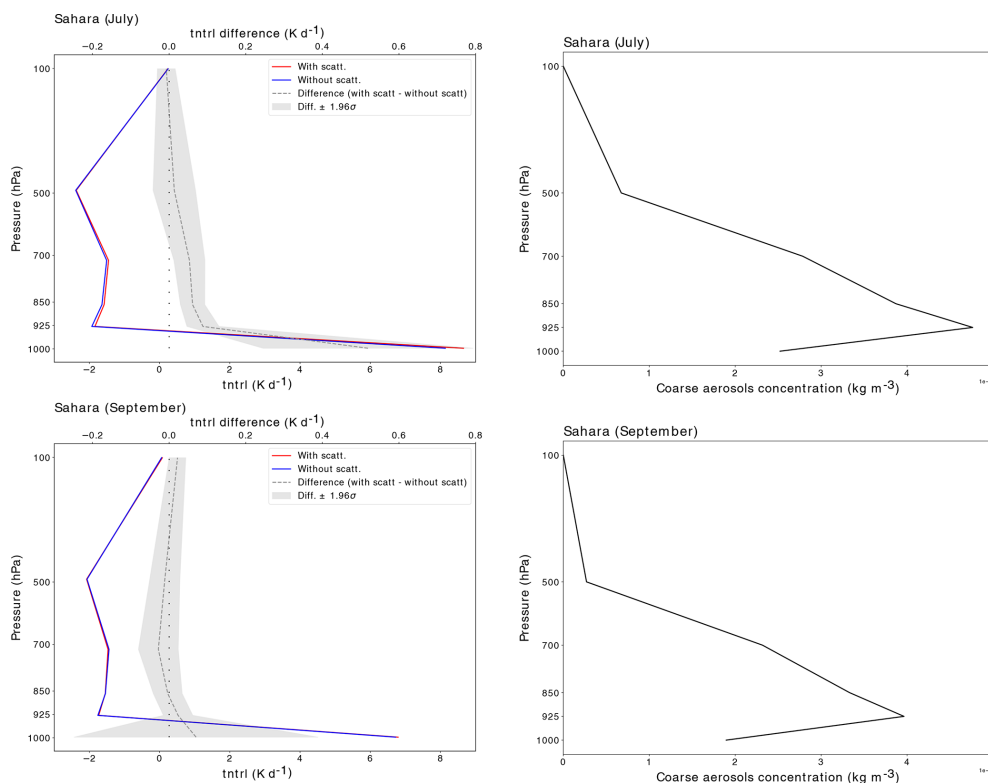 Sahara (July)
tntrl difference (K d-1)
−0.2 0.0 0.2 0.4 0.6 0.8
100
500
700
850
925
1000
Pressure (hPa)
With scatt.
Without scatt.
Difference (with scatt - without scatt)
Diff. ± 1.96σ
−2 0 2 4 6 8
tntrl (K d-1)
Sahara (July)
100
500
700
850
925
1000
Pressure (hPa)
0 1 2 3 4
Coarse aerosols concentration (kg m-3)
Sahara (September)
tntrl difference (K d-1)
−0.2 0.0 0.2 0.4 0.6 0.8
100
500
700
850
925
1000
Pressure (hPa)
With scatt.
Without scatt.
Difference (with scatt - without scatt)
Diff. ± 1.96σ
−2 0 2 4 6 8
tntrl (K d-1)
Sahara (September)
100
500
700
850
925
1000
Pressure (hPa)
0 1 2 3 4
Coarse aerosols concentration (kg m-3)